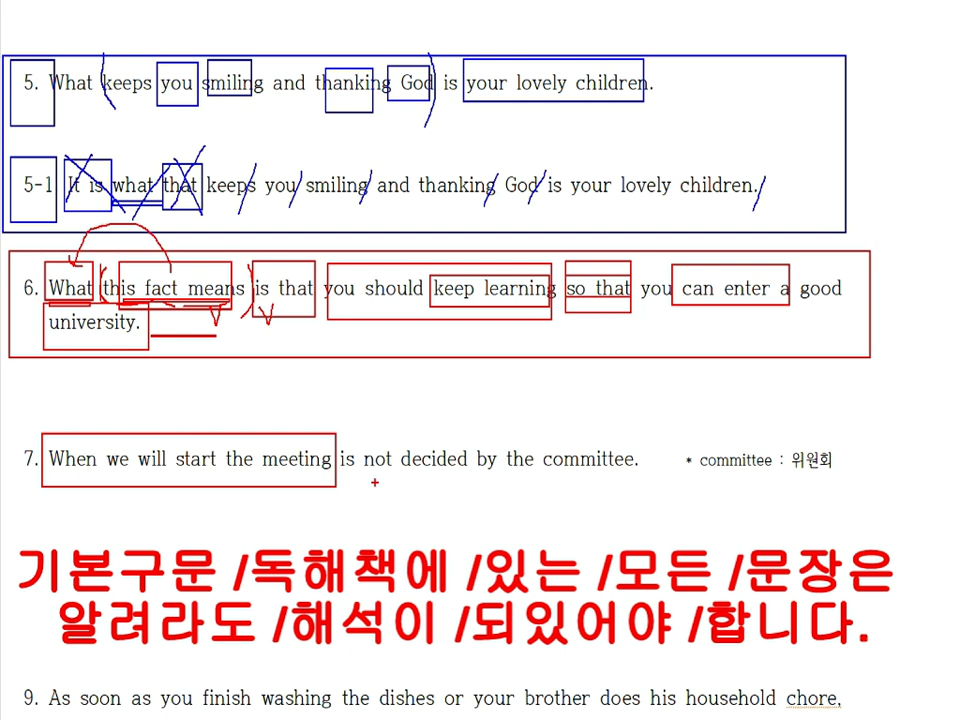 5. What keeps you smiling and thanking God is your lovely children.
5-1 It is what that keeps you smiling and thanking God is your lovely children.
6. What this fact means is that you should keep learning so that you can enter a good
university.
7. When we will start the meeting is not decided by the committee. * committee : 위원회
기본구문 /독해책에 /있는 /모든 /문장은
알려라도 /해석이 /되있어야 /합니다.
9. As soon as you finish washing the dishes or your brother does his household chore,